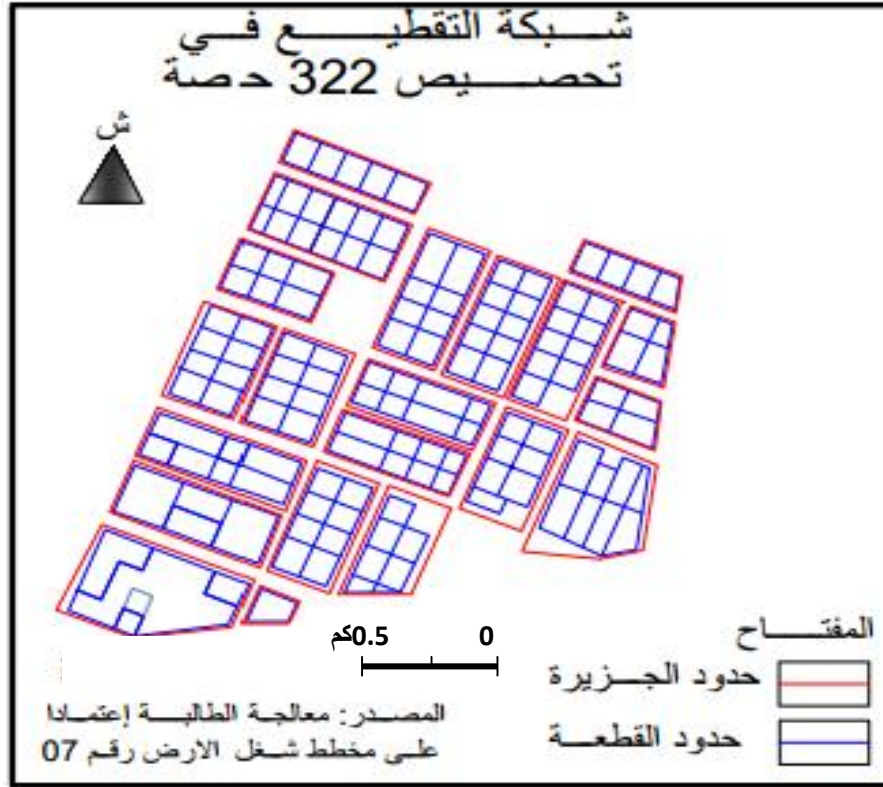 شبكة التقطيع في
تحصيص 322 حصة
ش
0.5كم 0
المفتاح
حدود الجزيرة
حدود القطعة
المصدر: معالجة الطالبة إعتمادا
على مخطط شغل الارض رقم 07